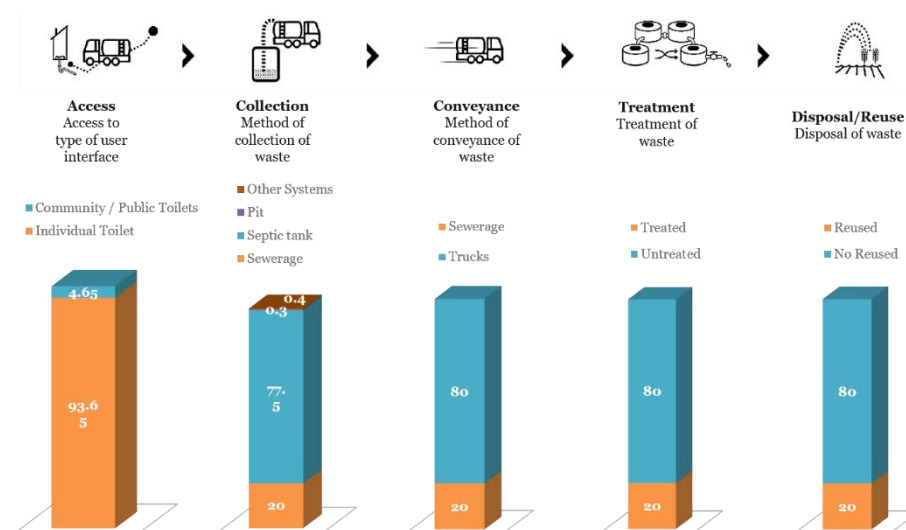 Access
Access to
type of user
interface
Collection
Method of
collection of
waste
Conveyance
Method of
conveyance of
waste
Treatment
Treatment of
waste
Disposal/Reuse
Disposal of waste
Community / Public Toilets
Individual Toilet
Other Systems
Pit
Septic tank
Sewerage
Sewerage
Trucks
Treated
Untreated
Reused
No Reused
4.65
93.6
5
0.4
0.3
77.
5
20
80
20
80
20
80
20